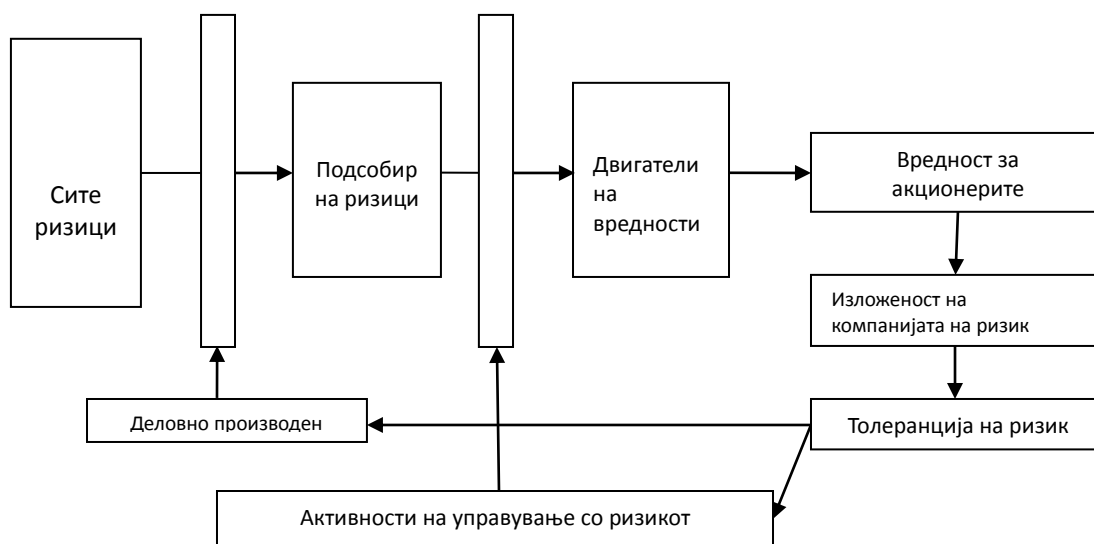 Сите
ризици
Подсобир
на ризици
Двигатели
на
вредности
Вредност за
акционерите
Изложеност на
компанијата на ризик
Толеранција на ризик
Деловно производен
Активности на управување со ризикот